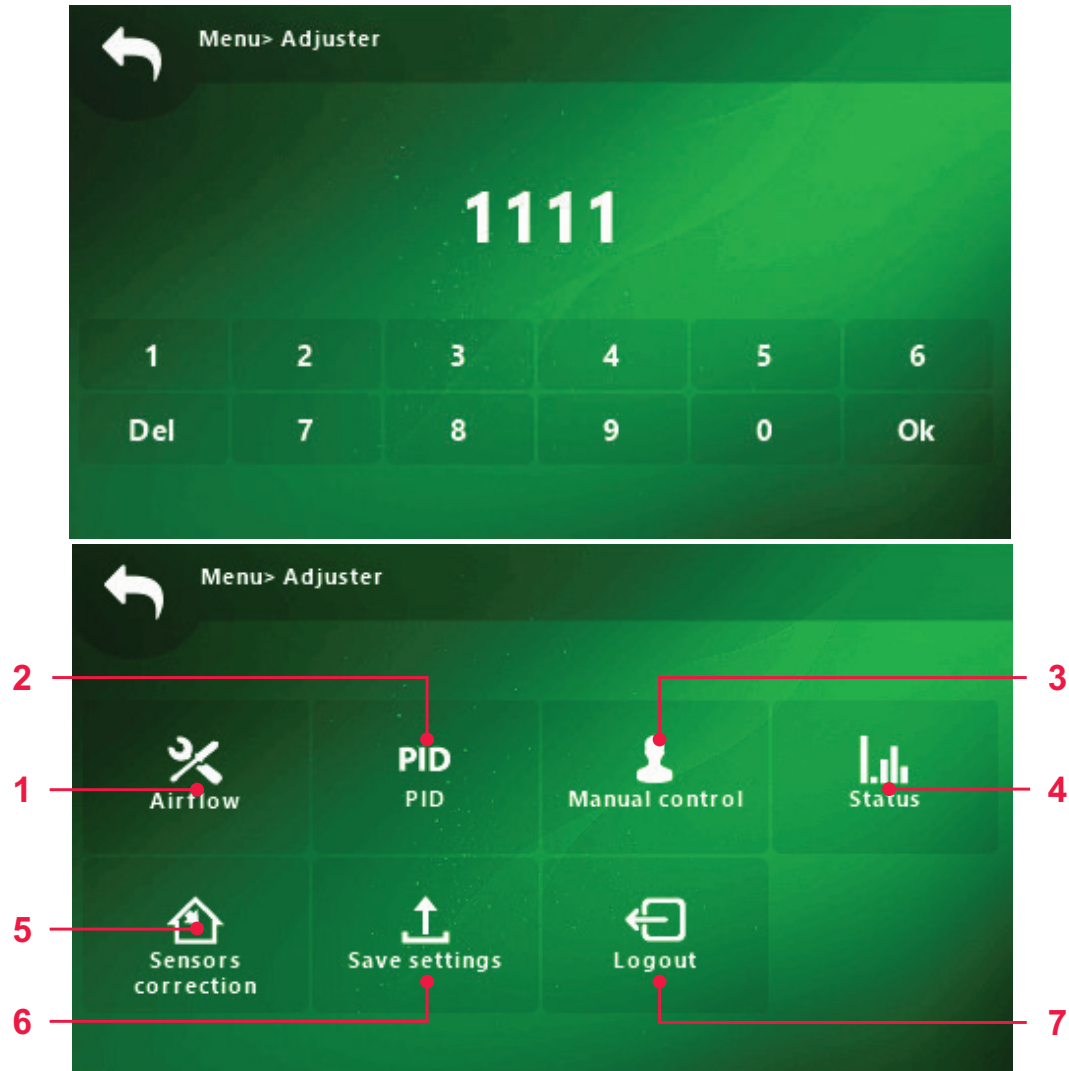 Menu> Adjuster
1111
1 2 3 4 5 6
Del 7 8 9 0 Ok
Menu> Adjuster
2 3
PID
1 4
Airflow PID Manual control Status
5
Sensors correction Save settings Logout
6 7